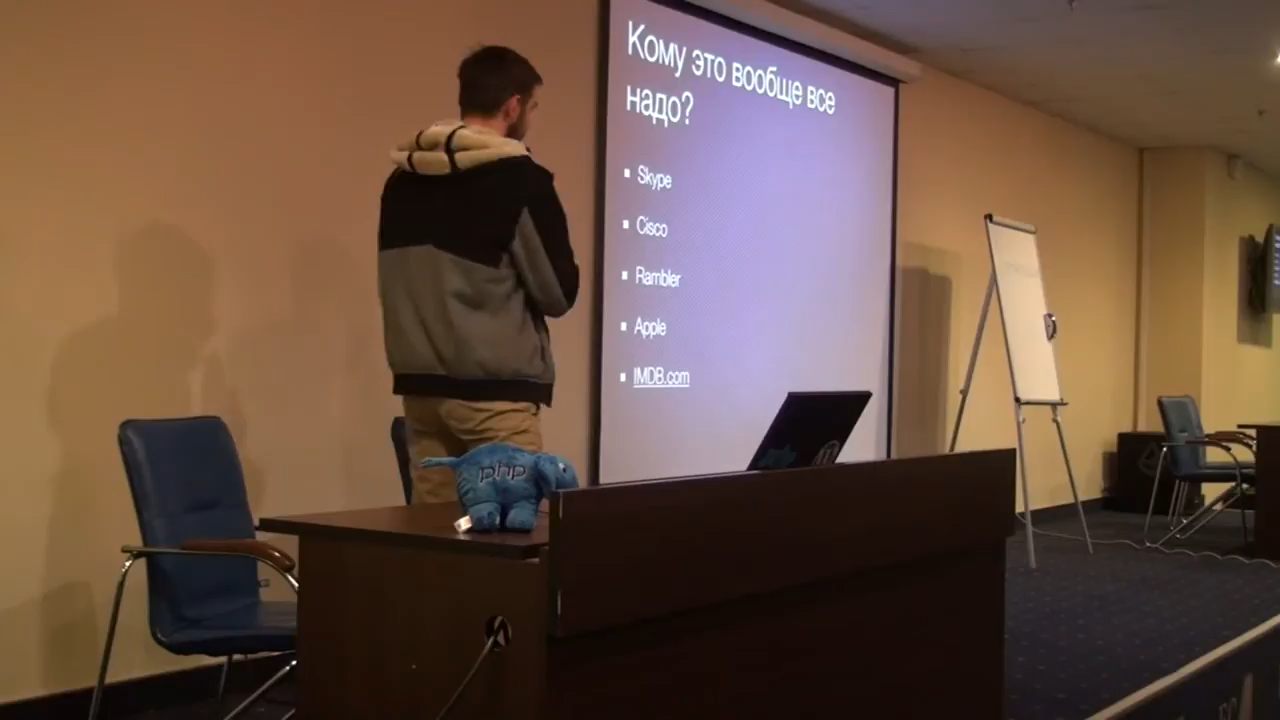 Кому это вообще все
надо?
Skype
Cisco
Rambler
Apple
IMDB.com
php